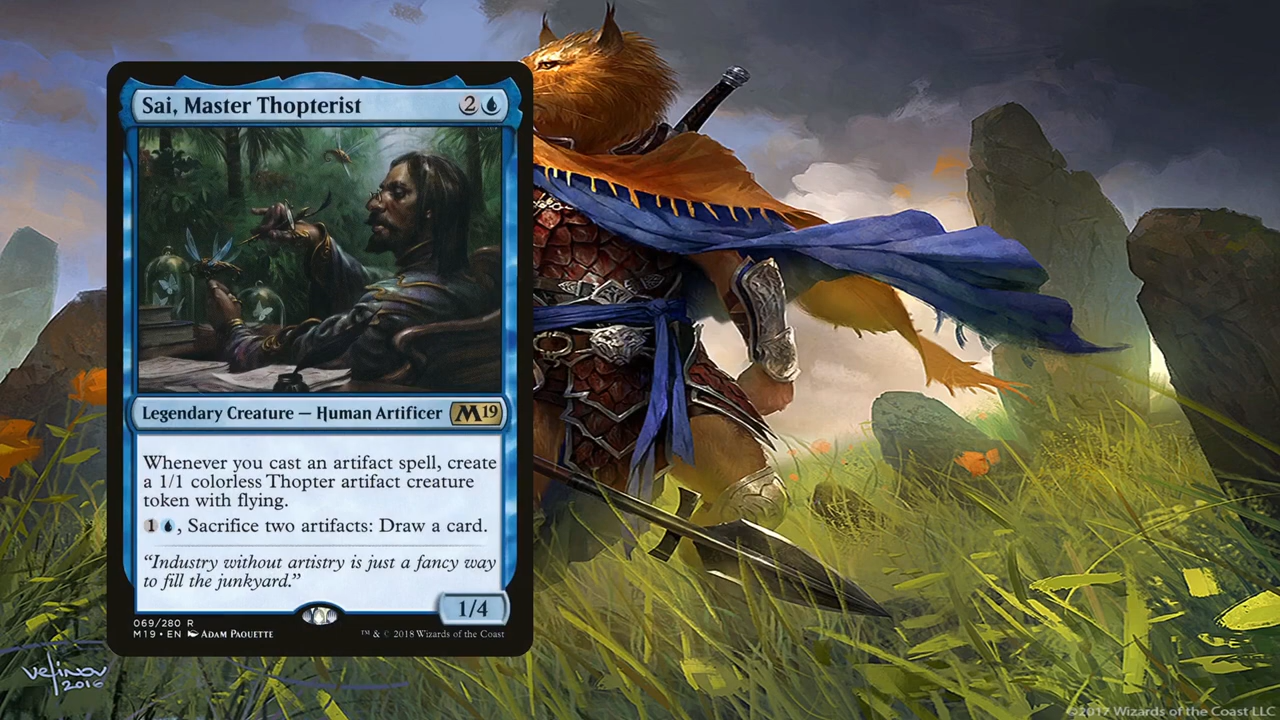 Sai, Master Thopterist 2
Legendary Creature — Human Artificer M19
Whenever you cast an artifact spell, create
a 1/1 colorless Thopter artifact creature
token with flying.
1, Sacrifice two artifacts: Draw a card.
“Industry without artistry is just a fancy way
to fill the junkyard.”
1/4
069/280 R
M19 • EN Adam Paquette
™ & © 2018 Wizards of the Coast
velinov
2016
©2017 Wizards of the Coast LLC